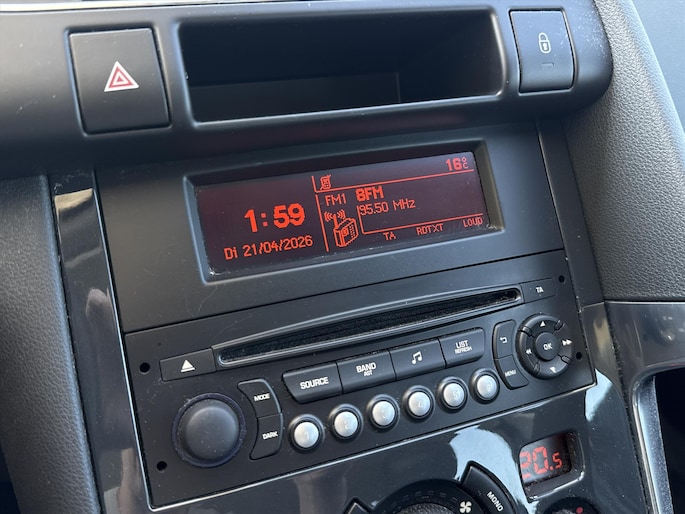 16°C
FM1 8FM
95.50 MHz
1:59
Di 21/04/2026
TA RDTXT LOUD
TA
SOURCE
BAND
AST
LIST
REFRESH
MODE
DARK
MENU
OK
20.5
MONO